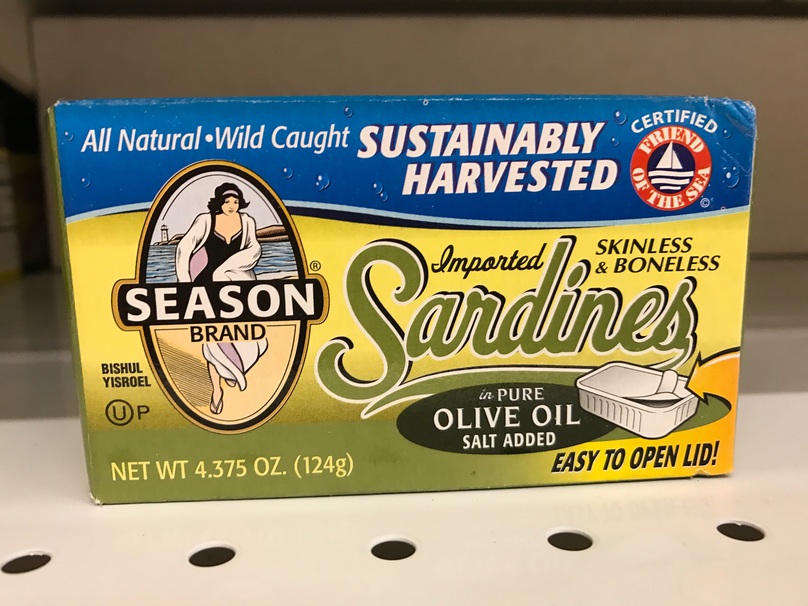 All Natural • Wild Caught
SUSTAINABLY
HARVESTED
CERTIFIED
FRIEND
OF THE SEA
©
Imported
SKINLESS
& BONELESS
Sardines
SEASON
®
BRAND
BISHUL
YISROEL
U P
in PURE
OLIVE OIL
SALT ADDED
NET WT 4.375 OZ. (124g)
EASY TO OPEN LID!